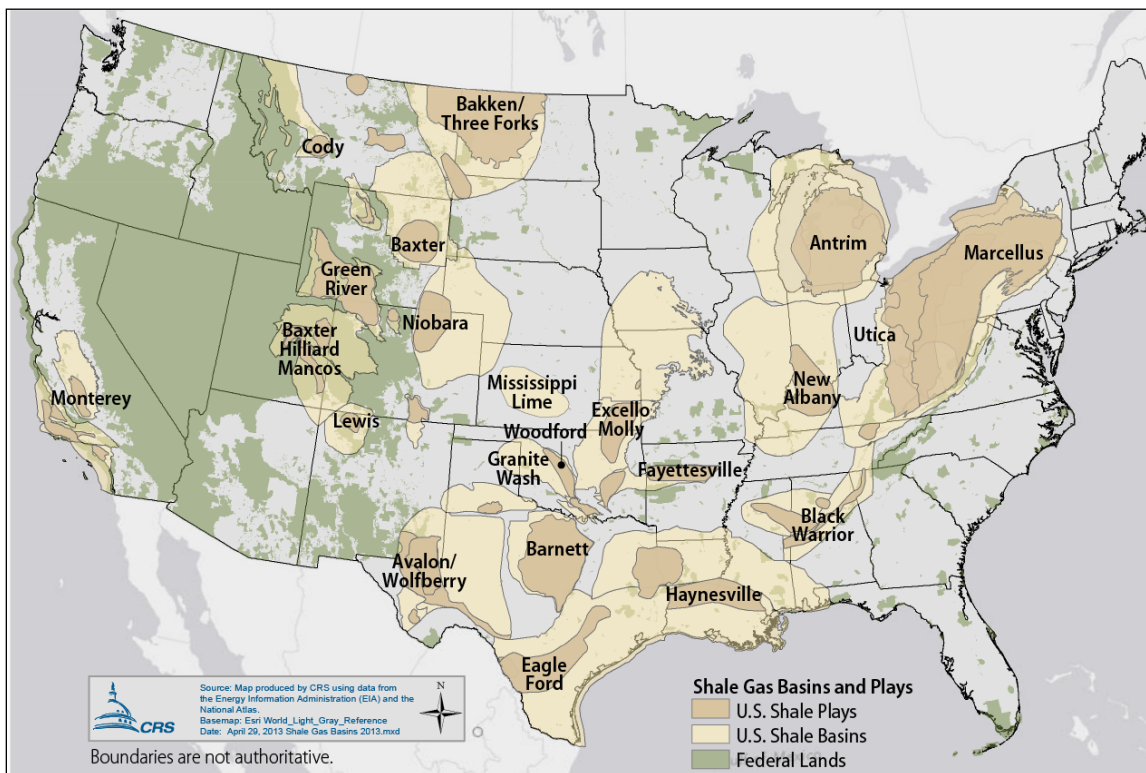 Bakken/
Three Forks
Cody
Antrim
Marcellus
Baxter
Green
River
Niobara
Baxter
Hilliard
Mancos
Utica
Mississippi
Lime
New
Albany
Monterey
Excello
Molly
Lewis
Woodford
Granite
Wash
Fayettesville
Black
Warrior
Barnett
Avalon/
Wolfberry
Haynesville
Eagle
Ford
Shale Gas Basins and Plays
U.S. Shale Plays
U.S. Shale Basins
Federal Lands
CRS
Source: Map produced by CRS using data from
the Energy Information Administration (EIA) and the
National Atlas.
Basemap: Esri World_Light_Gray_Reference
Date: April 29, 2013 Shale Gas Basins 2013.mxd
N
Boundaries are not authoritative.